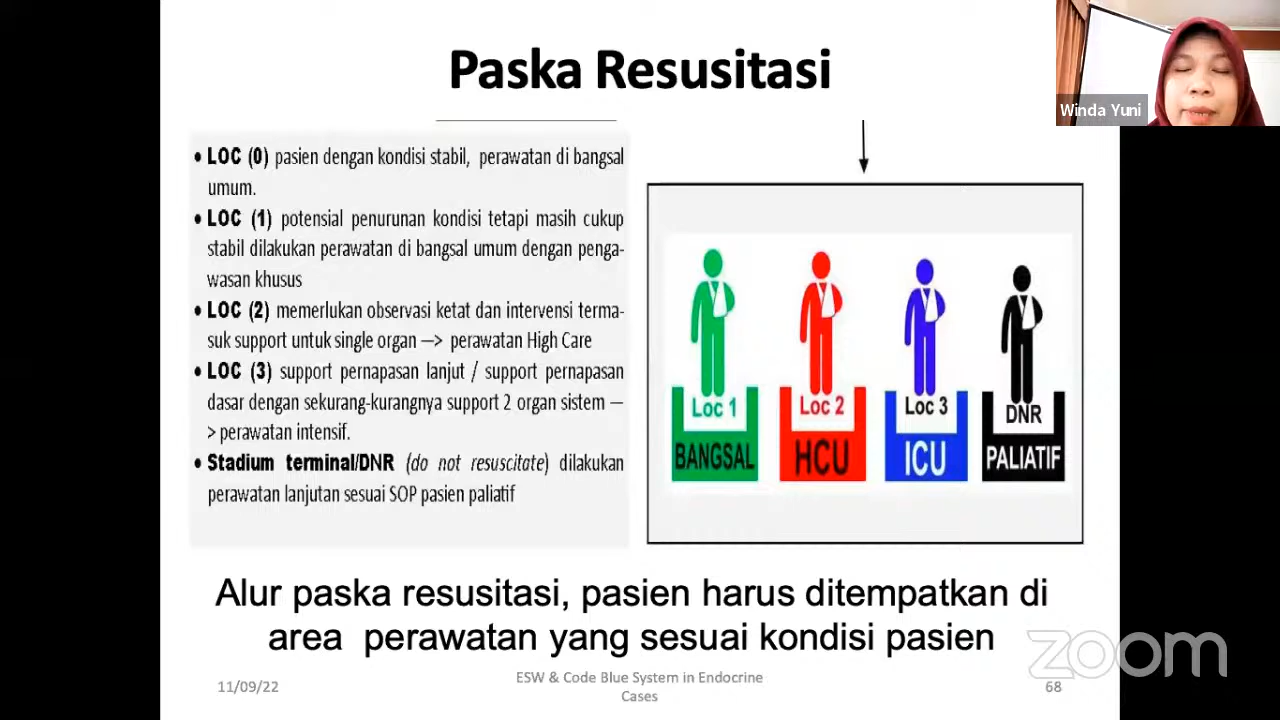 Paska Resusitasi
Winda Yuni
• LOC (0) pasien dengan kondisi stabil, perawatan di bangsal
umum.
• LOC (1) potensial penurunan kondisi tetapi masih cukup
stabil dilakukan perawatan di bangsal umum dengan penga-
wasan khusus
• LOC (2) memerlukan observasi ketat dan intervensi terma-
suk support untuk single organ —> perawatan High Care
• LOC (3) support pernapasan lanjut / support pernapasan
dasar dengan sekurang-kurangnya support 2 organ sistem —
> perawatan intensif.
• Stadium terminal/DNR (do not resuscitate) dilakukan
perawatan lanjutan sesuai SOP pasien paliatif
Loc 1 Loc 2 Loc 3 DNR
BANGSAL HCU ICU PALIATIF
Alur paska resusitasi, pasien harus ditempatkan di
area perawatan yang sesuai kondisi pasien
zoom
11/09/22
ESW & Code Blue System in Endocrine
Cases
68